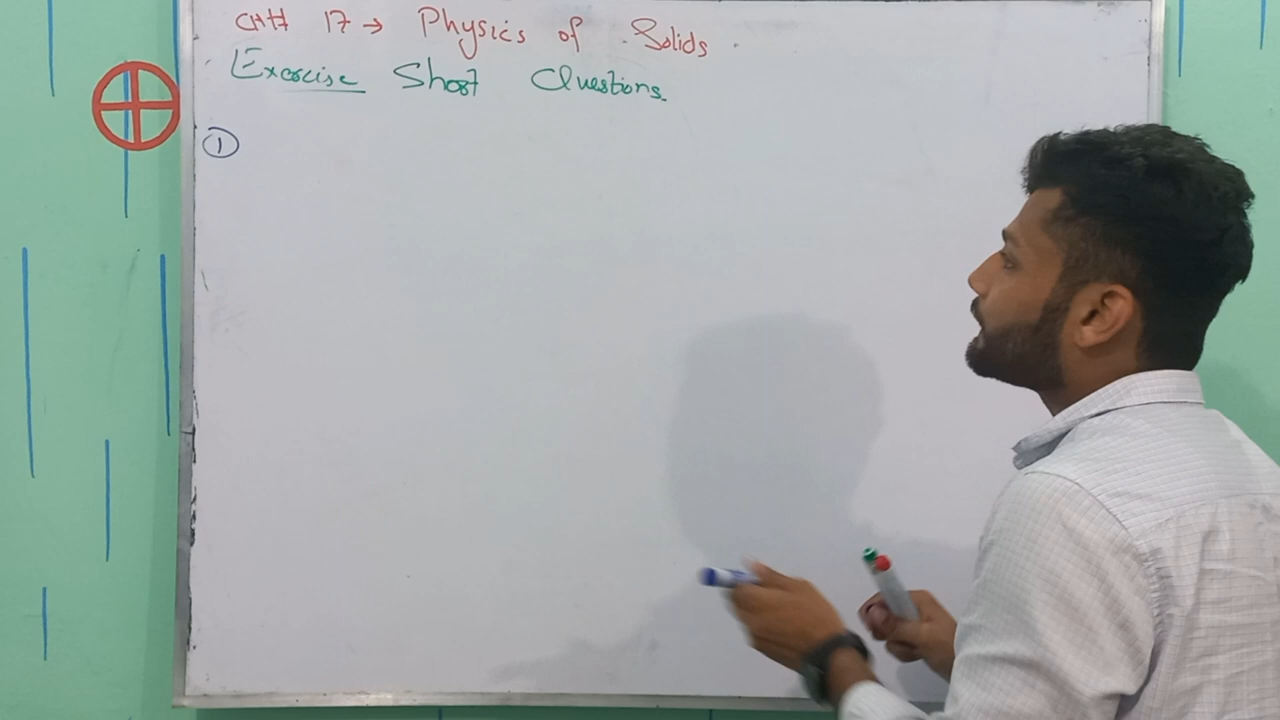 CH# 17 → Physics of Solids
Exercise Short Questions.
①